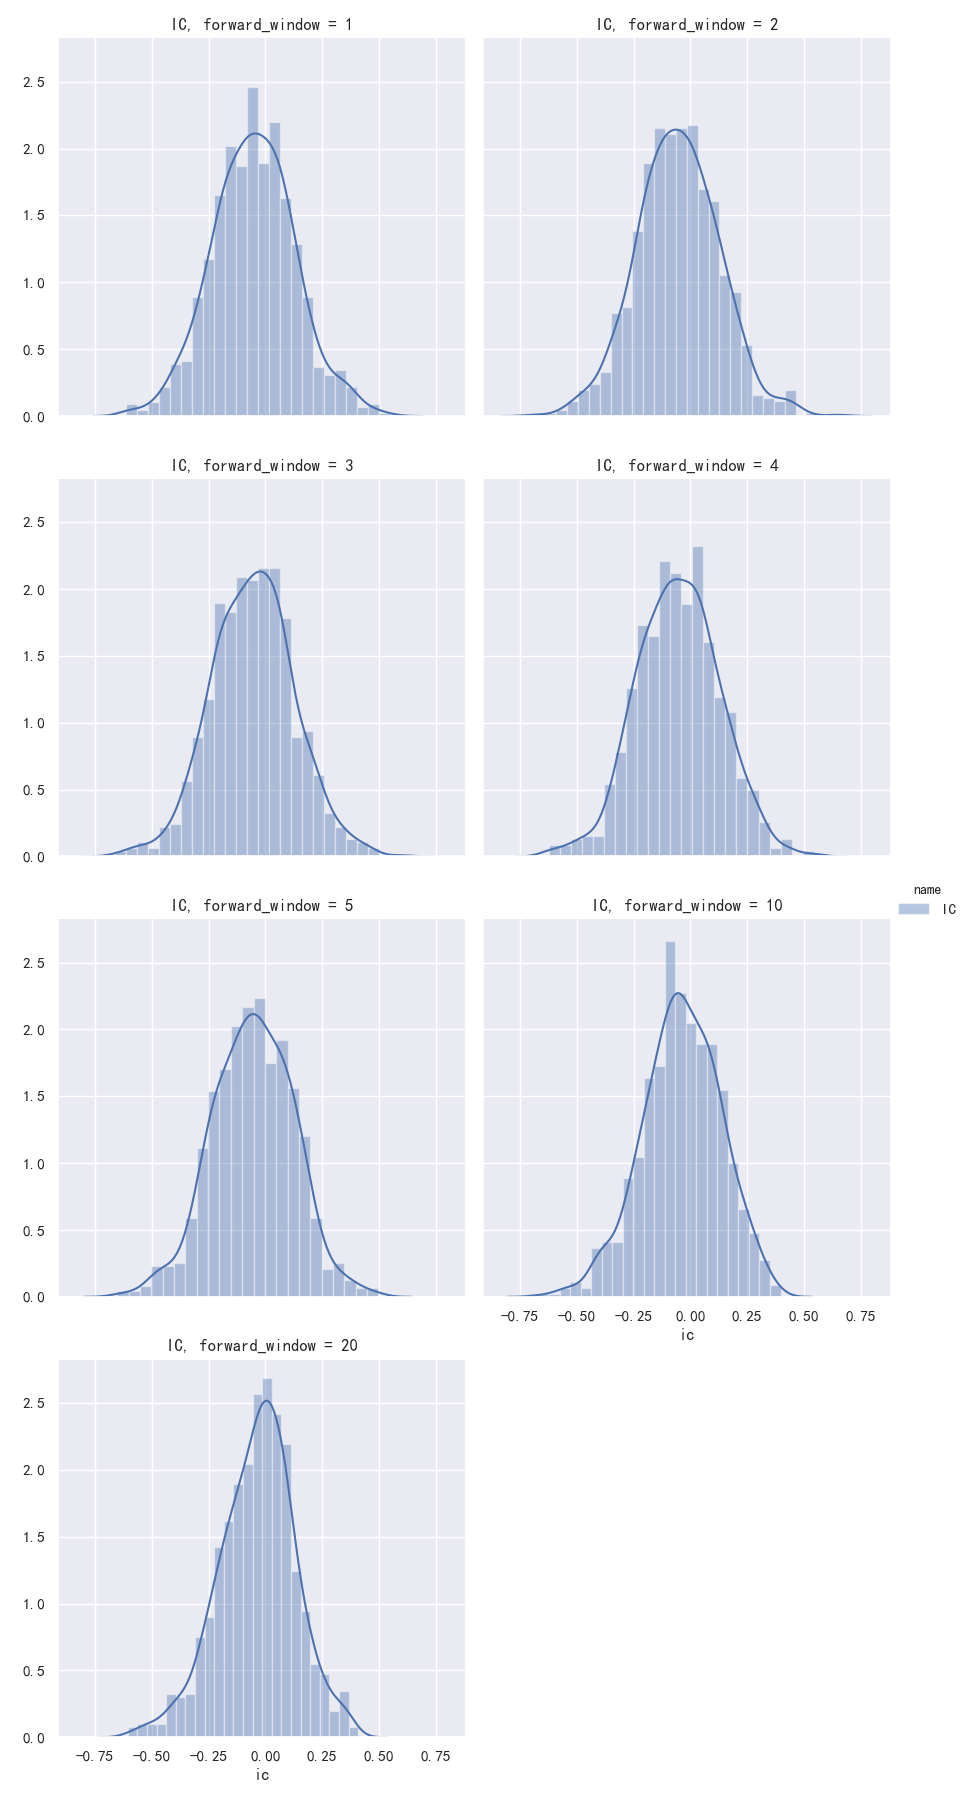 IC, forward_window = 1
IC, forward_window = 2
2.5
2.0
1.5
1.0
0.5
0.0
IC, forward_window = 3
IC, forward_window = 4
2.5
2.0
1.5
1.0
0.5
0.0
name
IC
IC, forward_window = 5
IC, forward_window = 10
2.5
2.0
1.5
1.0
0.5
0.0
-0.75 -0.50 -0.25 0.00 0.25 0.50 0.75
ic
IC, forward_window = 20
2.5
2.0
1.5
1.0
0.5
0.0
-0.75 -0.50 -0.25 0.00 0.25 0.50 0.75
ic